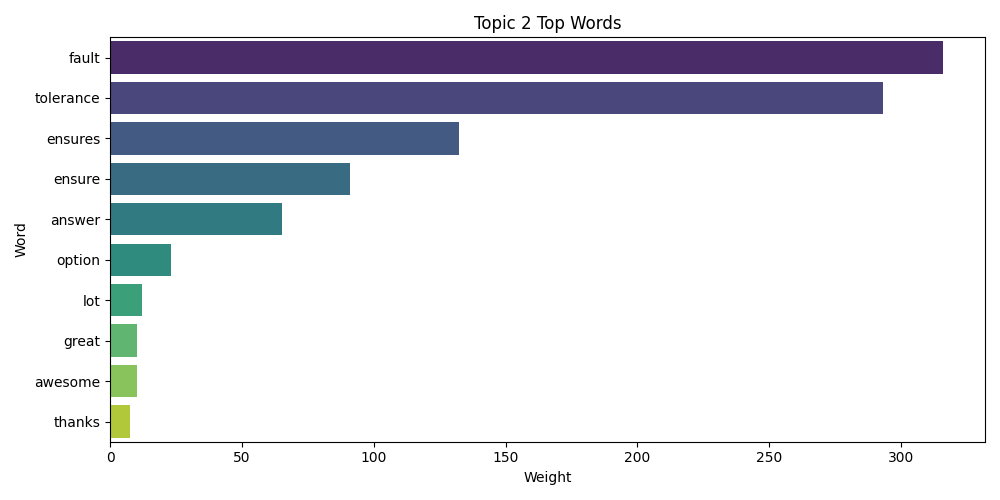 Topic 2 Top Words
fault
tolerance
ensures
ensure
answer
option
lot
great
awesome
thanks
Word
0 50 100 150 200 250 300
Weight